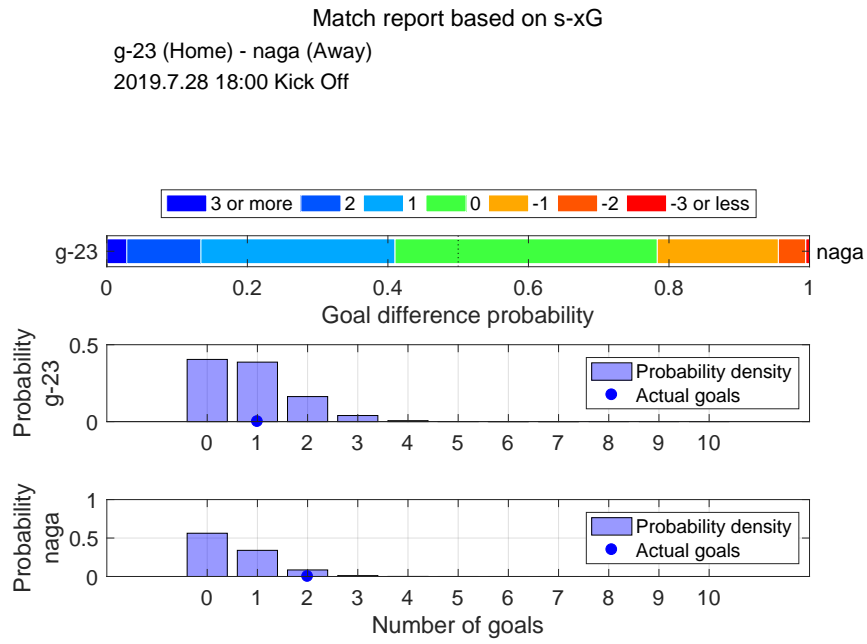 Match report based on s-xG
g-23 (Home) - naga (Away)
2019.7.28 18:00 Kick Off
3 or more 2 1 0 -1 -2 -3 or less
g-23 naga
0 0.2 0.4 0.6 0.8 1
Goal difference probability
Probability
g-23
0.5
0
Probability density
Actual goals
0 1 2 3 4 5 6 7 8 9 10
Probability
naga
1
0.5
0
Probability density
Actual goals
0 1 2 3 4 5 6 7 8 9 10
Number of goals